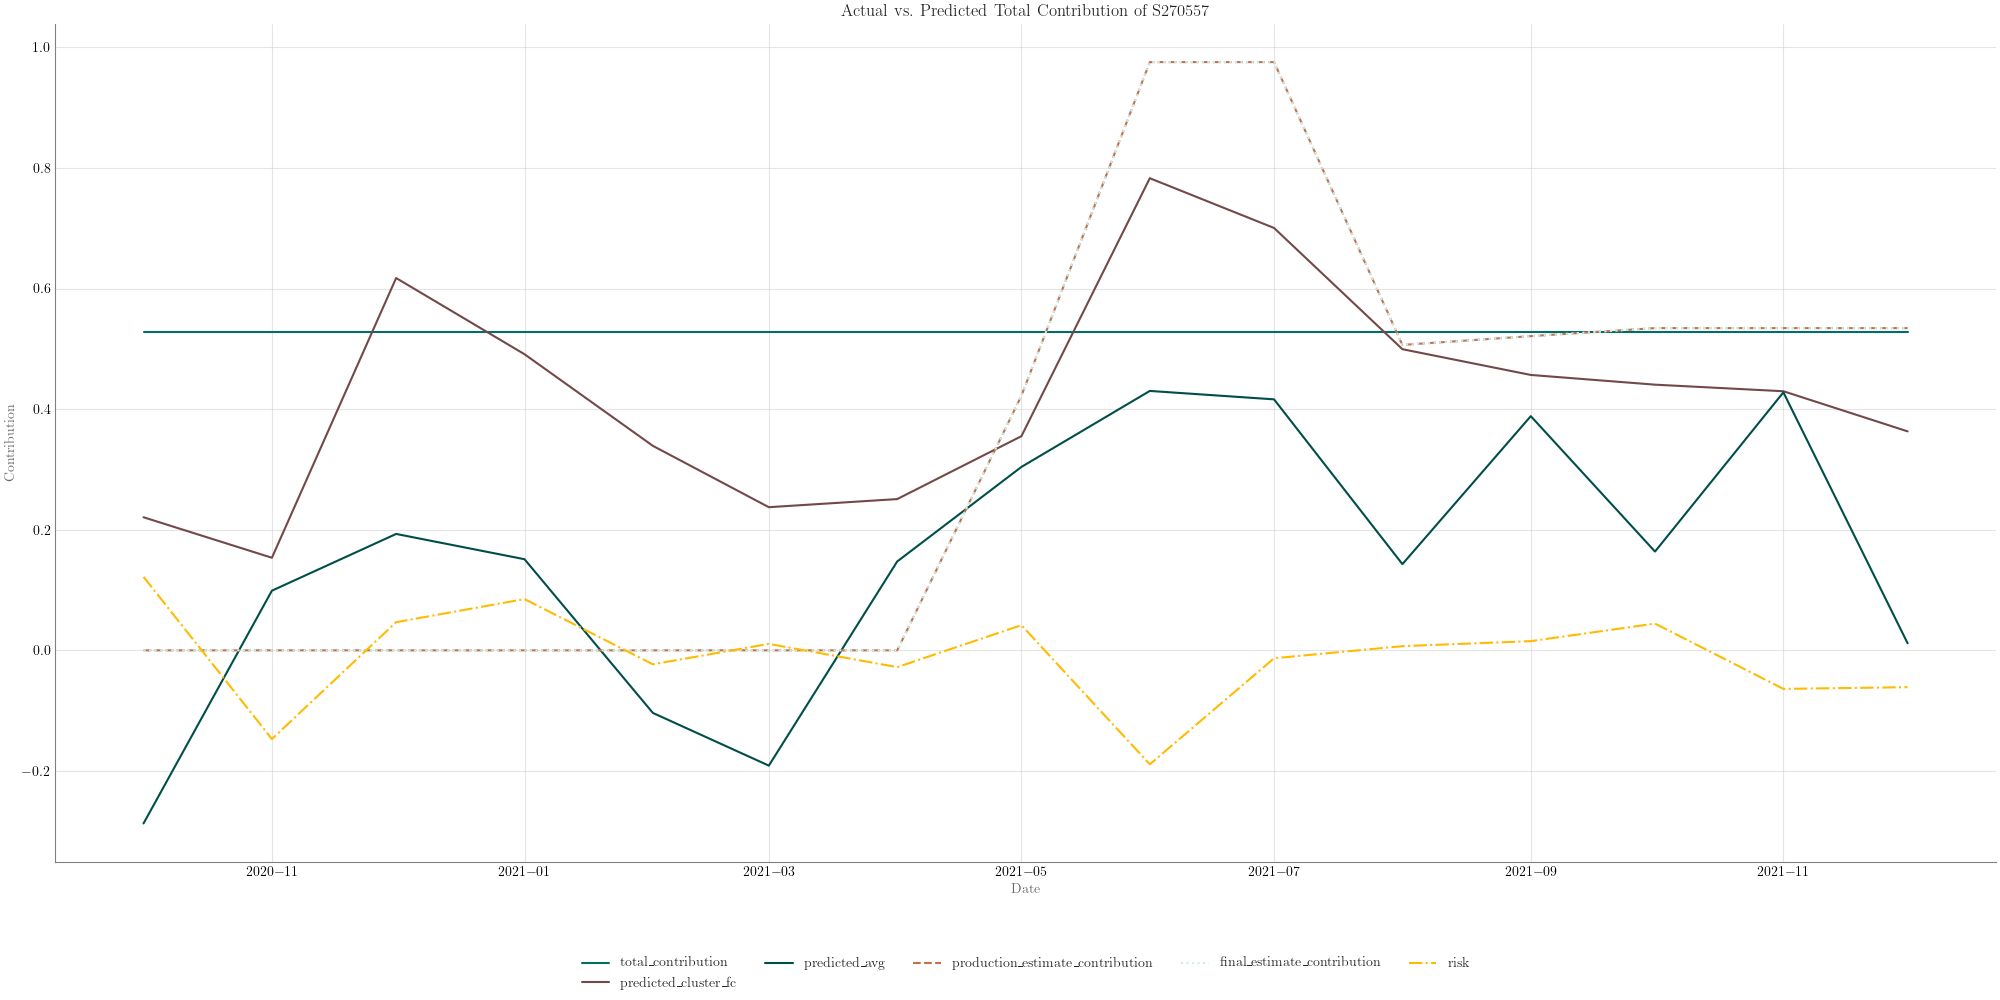 Actual vs. Predicted Total Contribution of S270557
1.0
0.8
0.6
0.4
0.2
0.0
−0.2
Contribution
2020−11
2021−01
2021−03
2021−05
2021−07
2021−09
2021−11
Date
total_contribution
predicted_avg
production_estimate_contribution
final_estimate_contribution
risk
predicted_cluster_fc